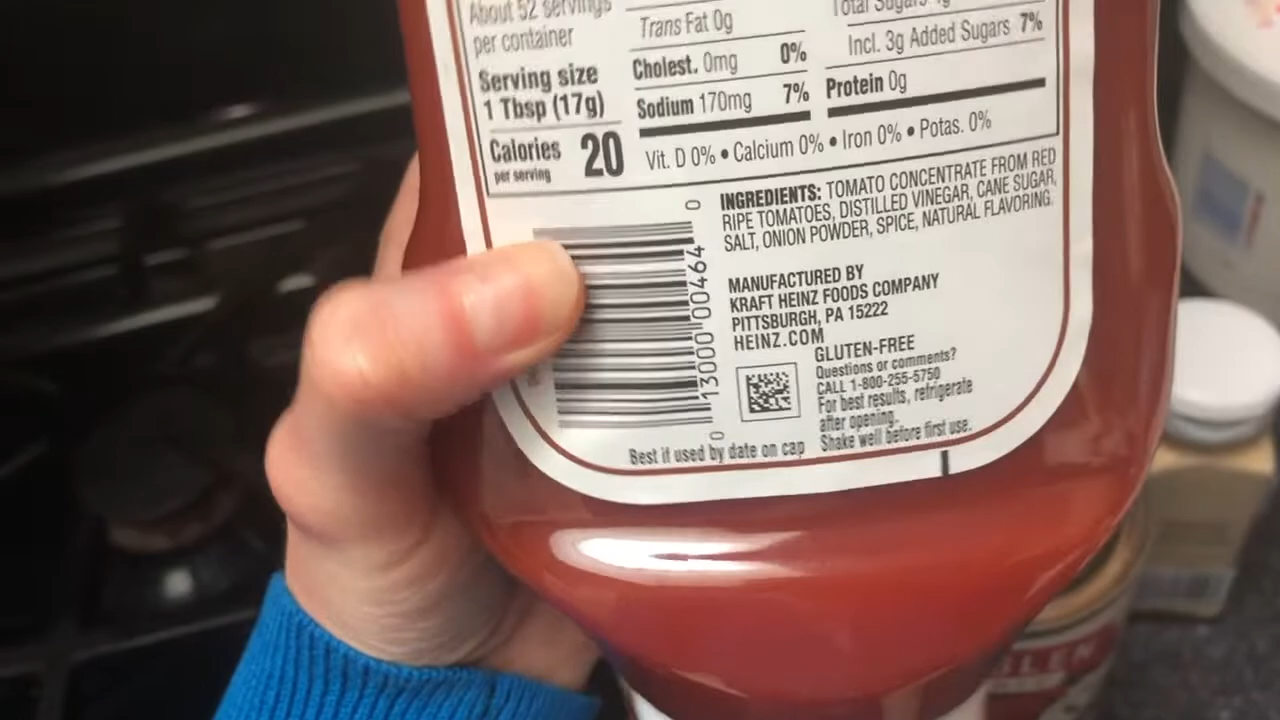 About 52 servings
per container
Serving size
1 Tbsp (17g)
Calories 20
per serving
Trans Fat 0g
Cholest. 0mg 0%
Sodium 170mg 7%
Total Sugars
Incl. 3g Added Sugars 7%
Protein 0g
Vit. D 0% • Calcium 0% • Iron 0% • Potas. 0%
INGREDIENTS: TOMATO CONCENTRATE FROM RED
RIPE TOMATOES, DISTILLED VINEGAR, CANE SUGAR,
SALT, ONION POWDER, SPICE, NATURAL FLAVORING.
0 13000 00464 0
MANUFACTURED BY
KRAFT HEINZ FOODS COMPANY
PITTSBURGH, PA 15222
HEINZ.COM
GLUTEN-FREE
Questions or comments?
CALL 1-800-255-5750
For best results, refrigerate
after opening.
Shake well before first use.
Best if used by date on cap